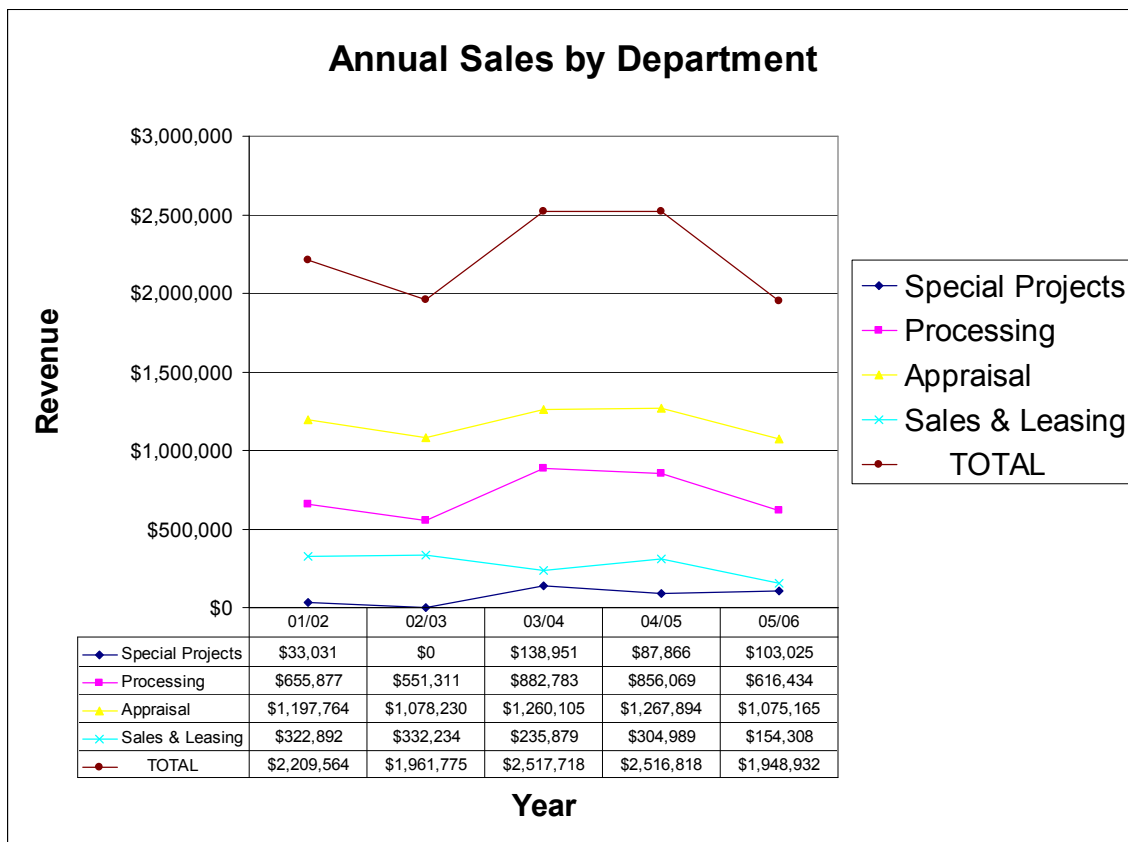 Annual Sales by Department
$3,000,000
$2,500,000
$2,000,000
$1,500,000
$1,000,000
$500,000
$0
Revenue
01/02 02/03 03/04 04/05 05/06
Special Projects $33,031 $0 $138,951 $87,866 $103,025
Processing $655,877 $551,311 $882,783 $856,069 $616,434
Appraisal $1,197,764 $1,078,230 $1,260,105 $1,267,894 $1,075,165
Sales & Leasing $322,892 $332,234 $235,879 $304,989 $154,308
TOTAL $2,209,564 $1,961,775 $2,517,718 $2,516,818 $1,948,932
Year
Special Projects
Processing
Appraisal
Sales & Leasing
TOTAL